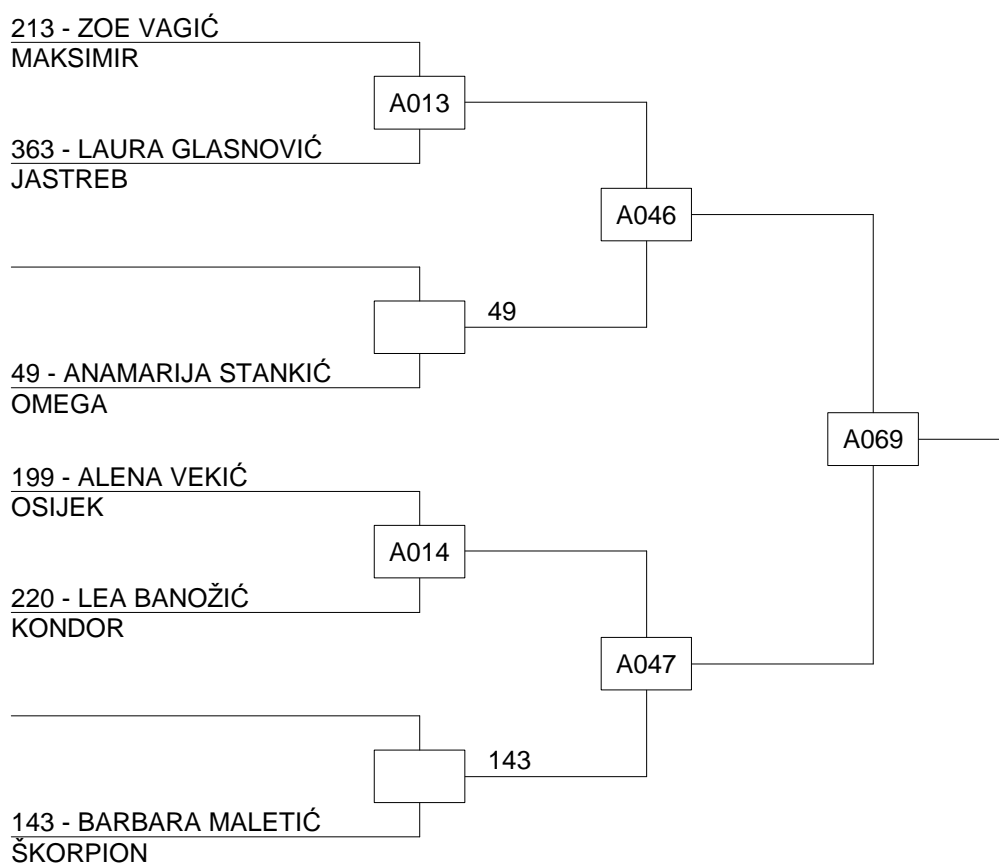 213 - ZOE VAGIĆ
MAKSIMIR
A013
363 - LAURA GLASNOVIĆ
JASTREB
A046
49
49 - ANAMARIJA STANKIĆ
OMEGA
A069
199 - ALENA VEKIĆ
OSIJEK
A014
220 - LEA BANOŽIĆ
KONDOR
A047
143
143 - BARBARA MALETIĆ
ŠKORPION